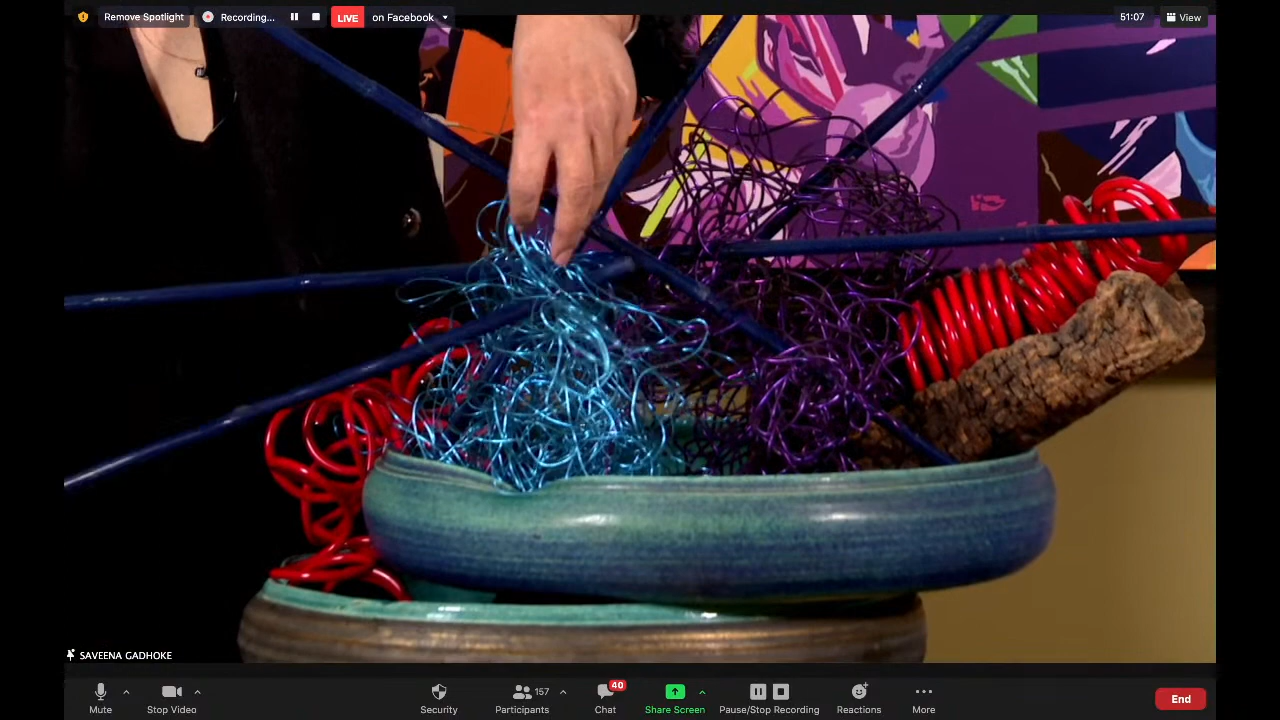 Remove Spotlight Recording... LIVE on Facebook 51:07 View
SAVEENA GADHOKE
Mute Stop Video Security Participants 157 Chat 40 Share Screen Pause/Stop Recording Reactions More End